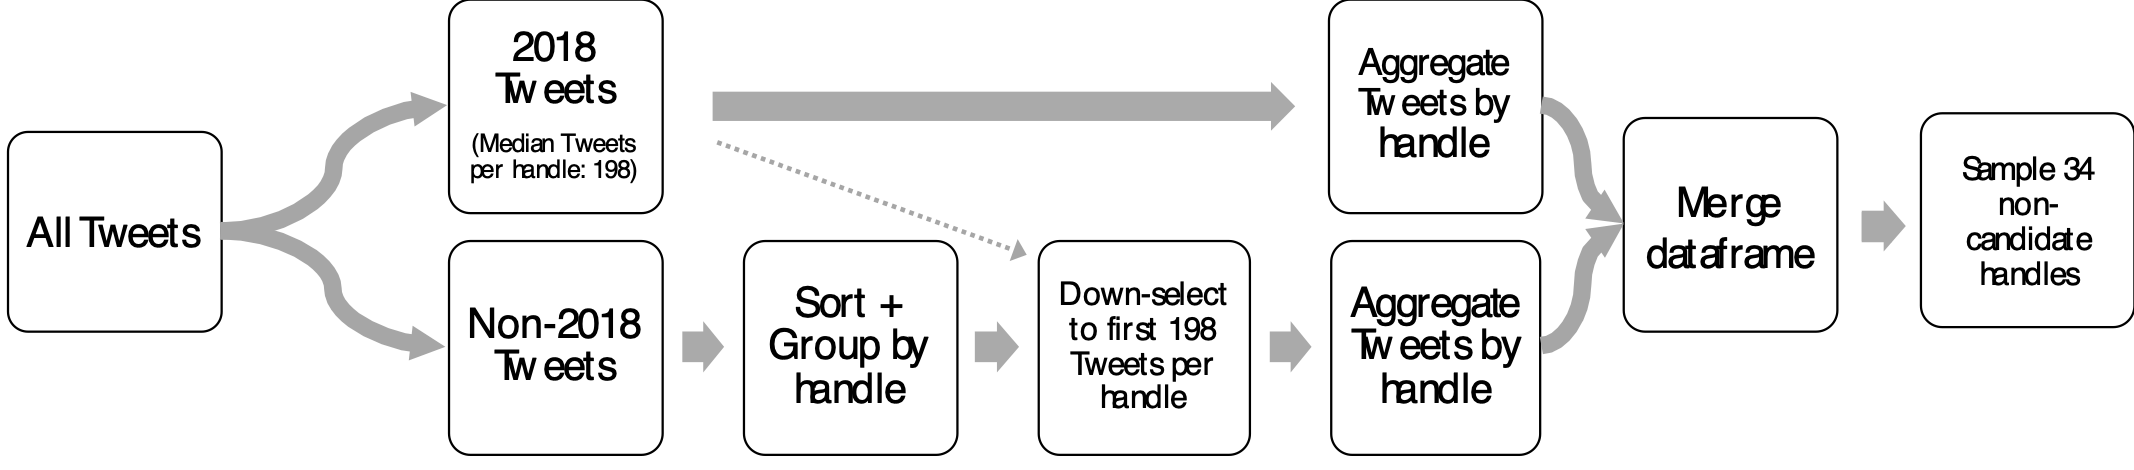 All Tweets
2018
Tweets
(Median Tweets
per handle: 198)
Non-2018
Tweets
Sort +
Group by
handle
Down-select
to first 198
Tweets per
handle
Aggregate
Tweets by
handle
Aggregate
Tweets by
handle
Merge
dataframe
Sample 34
non-
candidate
handles